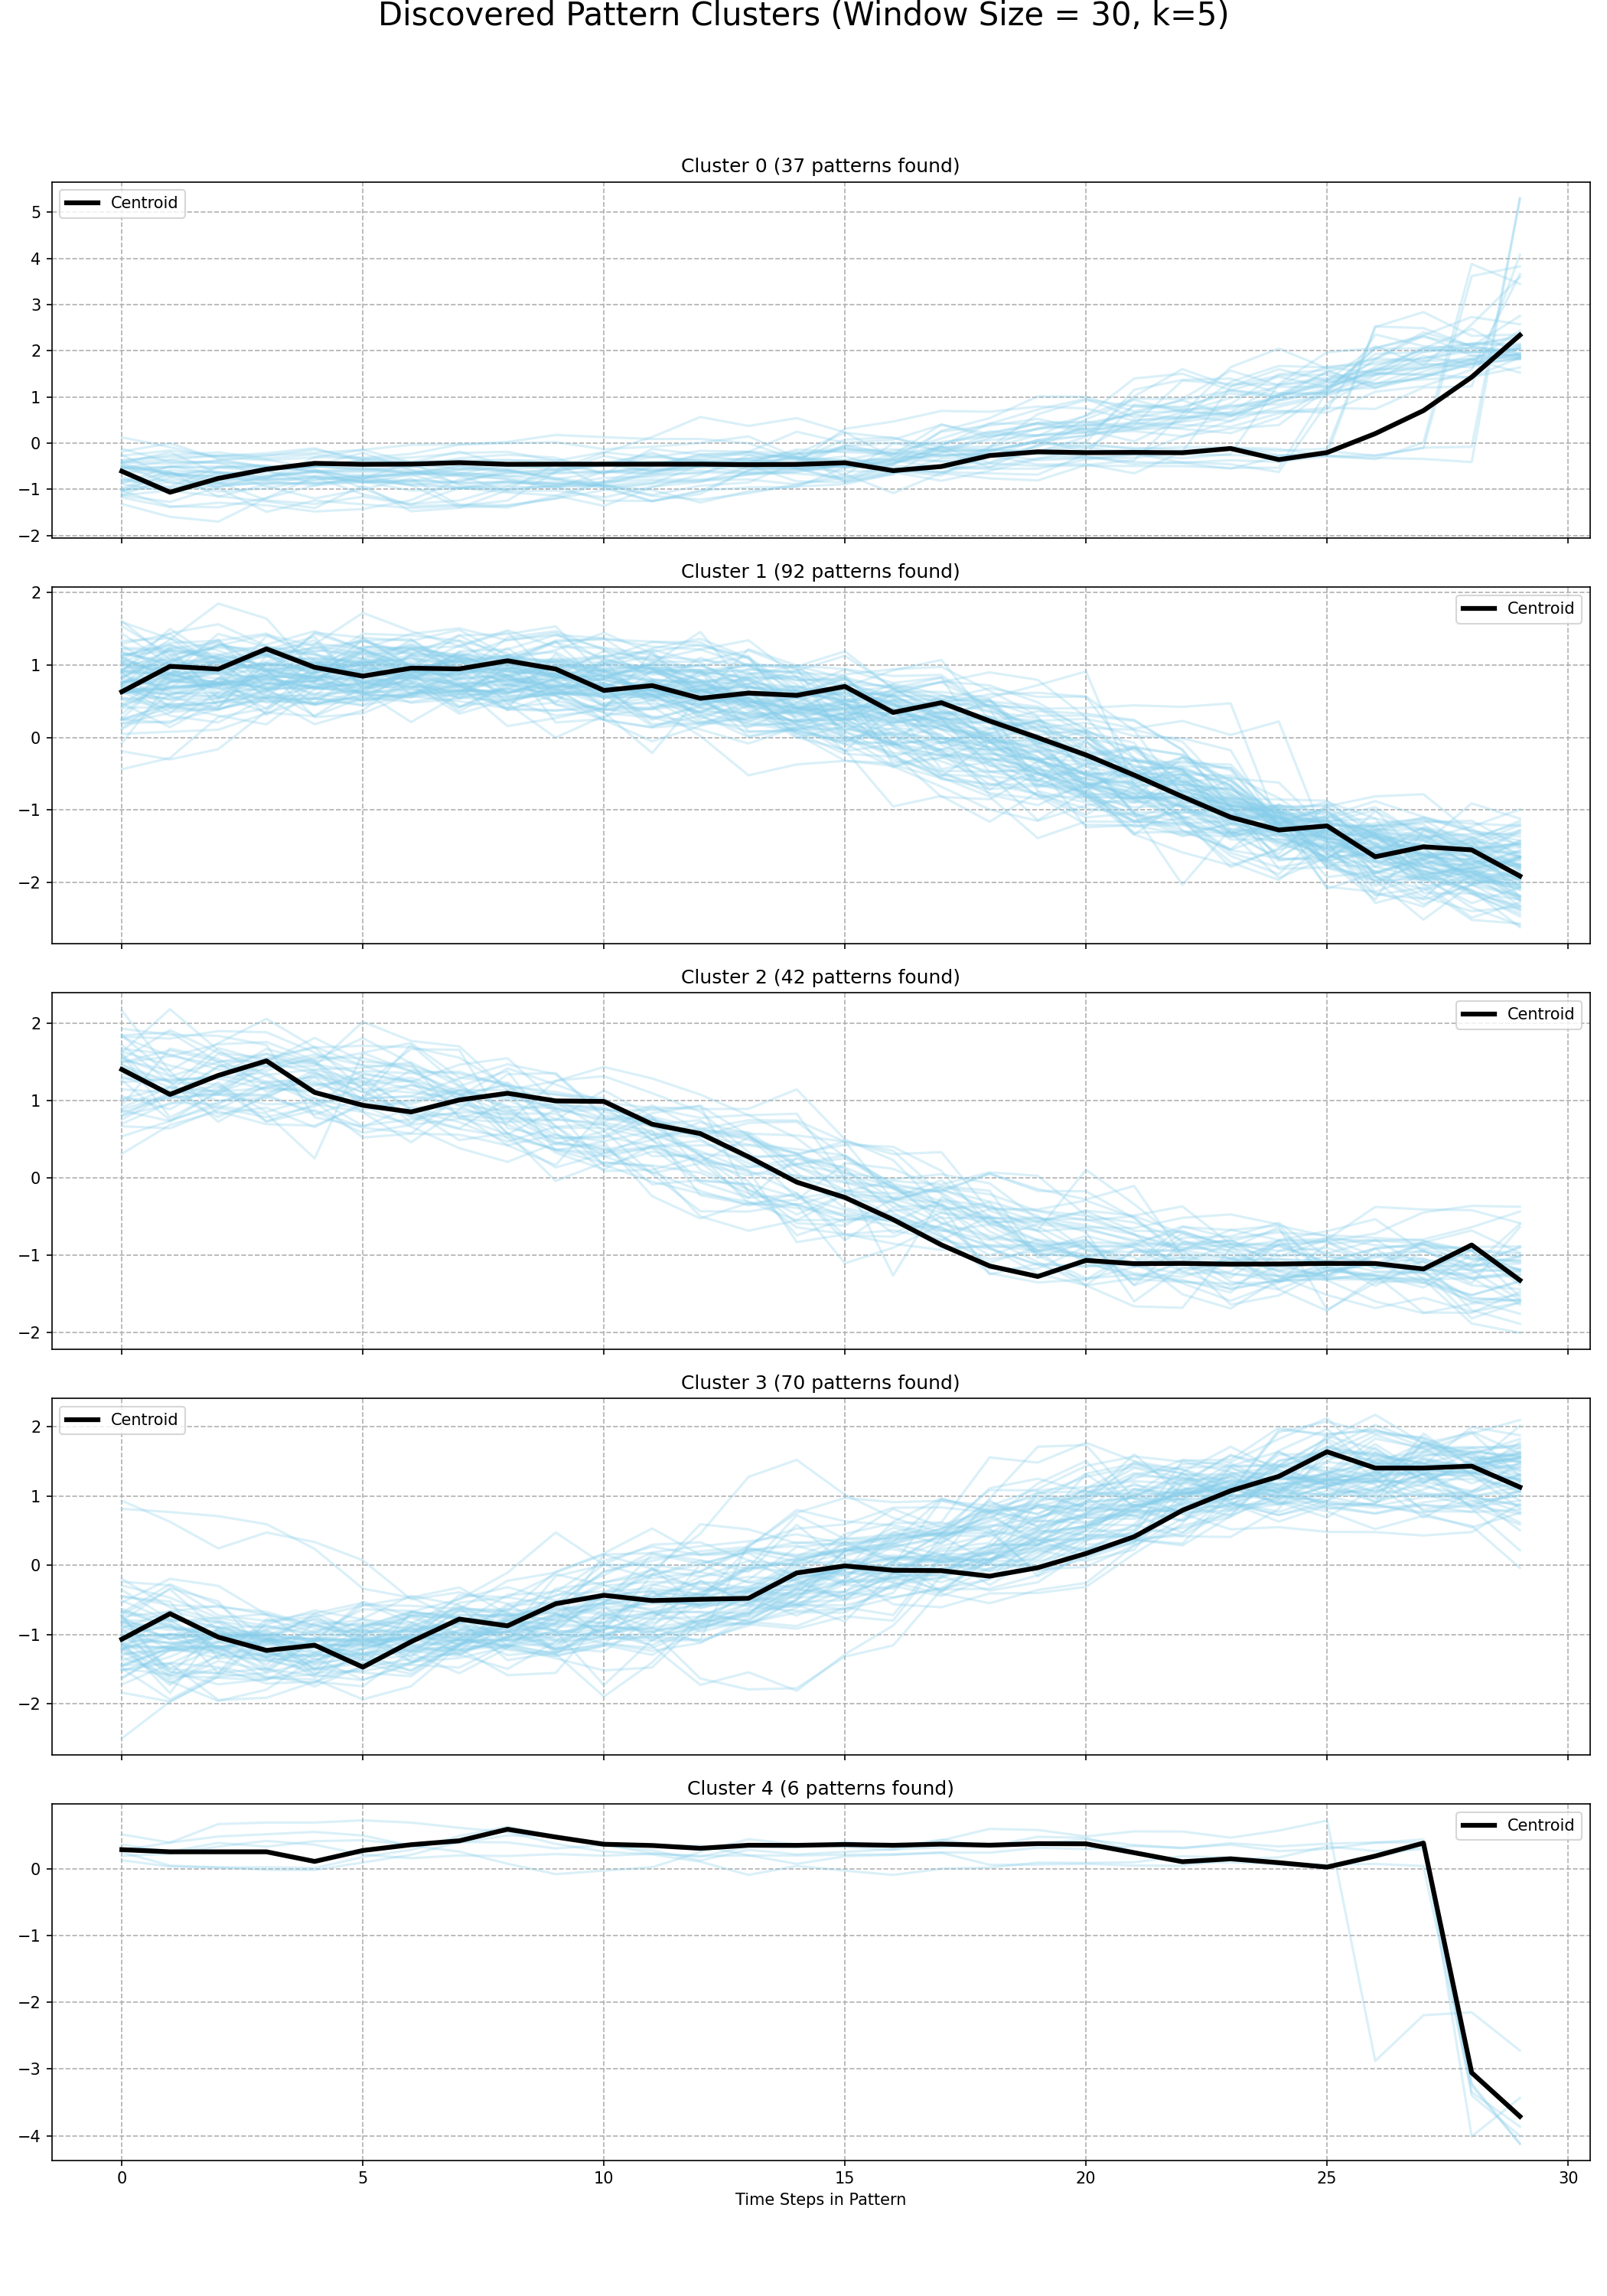 Discovered Pattern Clusters (Window Size = 30, k=5)
Cluster 0 (37 patterns found)
Centroid
5
4
3
2
1
0
−1
−2
Cluster 1 (92 patterns found)
Centroid
2
1
0
−1
−2
Cluster 2 (42 patterns found)
Centroid
2
1
0
−1
−2
Cluster 3 (70 patterns found)
Centroid
2
1
0
−1
−2
Cluster 4 (6 patterns found)
Centroid
0
−1
−2
−3
−4
0 5 10 15 20 25 30
Time Steps in Pattern